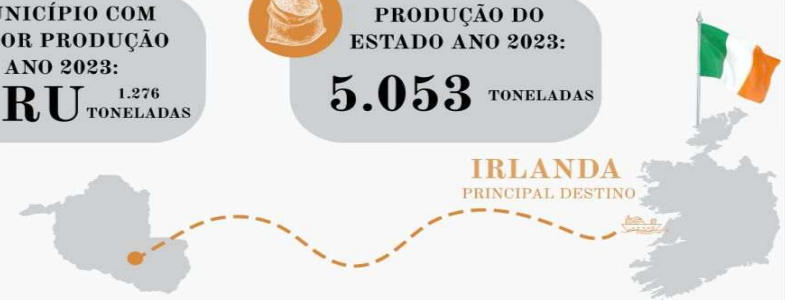 UNICÍPIO COM
OR PRODUÇÃO
ANO 2023:
RU 1.276
TONELADAS
PRODUÇÃO DO
ESTADO ANO 2023:
5.053 TONELADAS
IRLANDA
PRINCIPAL DESTINO